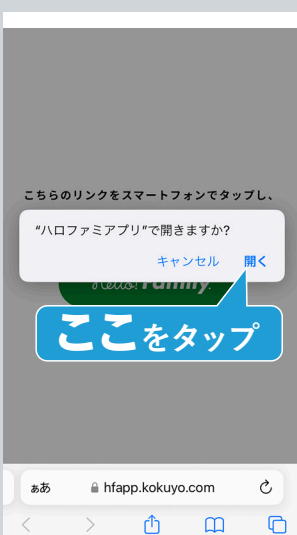 こちらのリンクをスマートフォンでタップし、
“ハロファミアプリ”で開きますか?
キャンセル 開く
Hello! Family.
ここをタップ
ぁあ hfapp.kokuyo.com